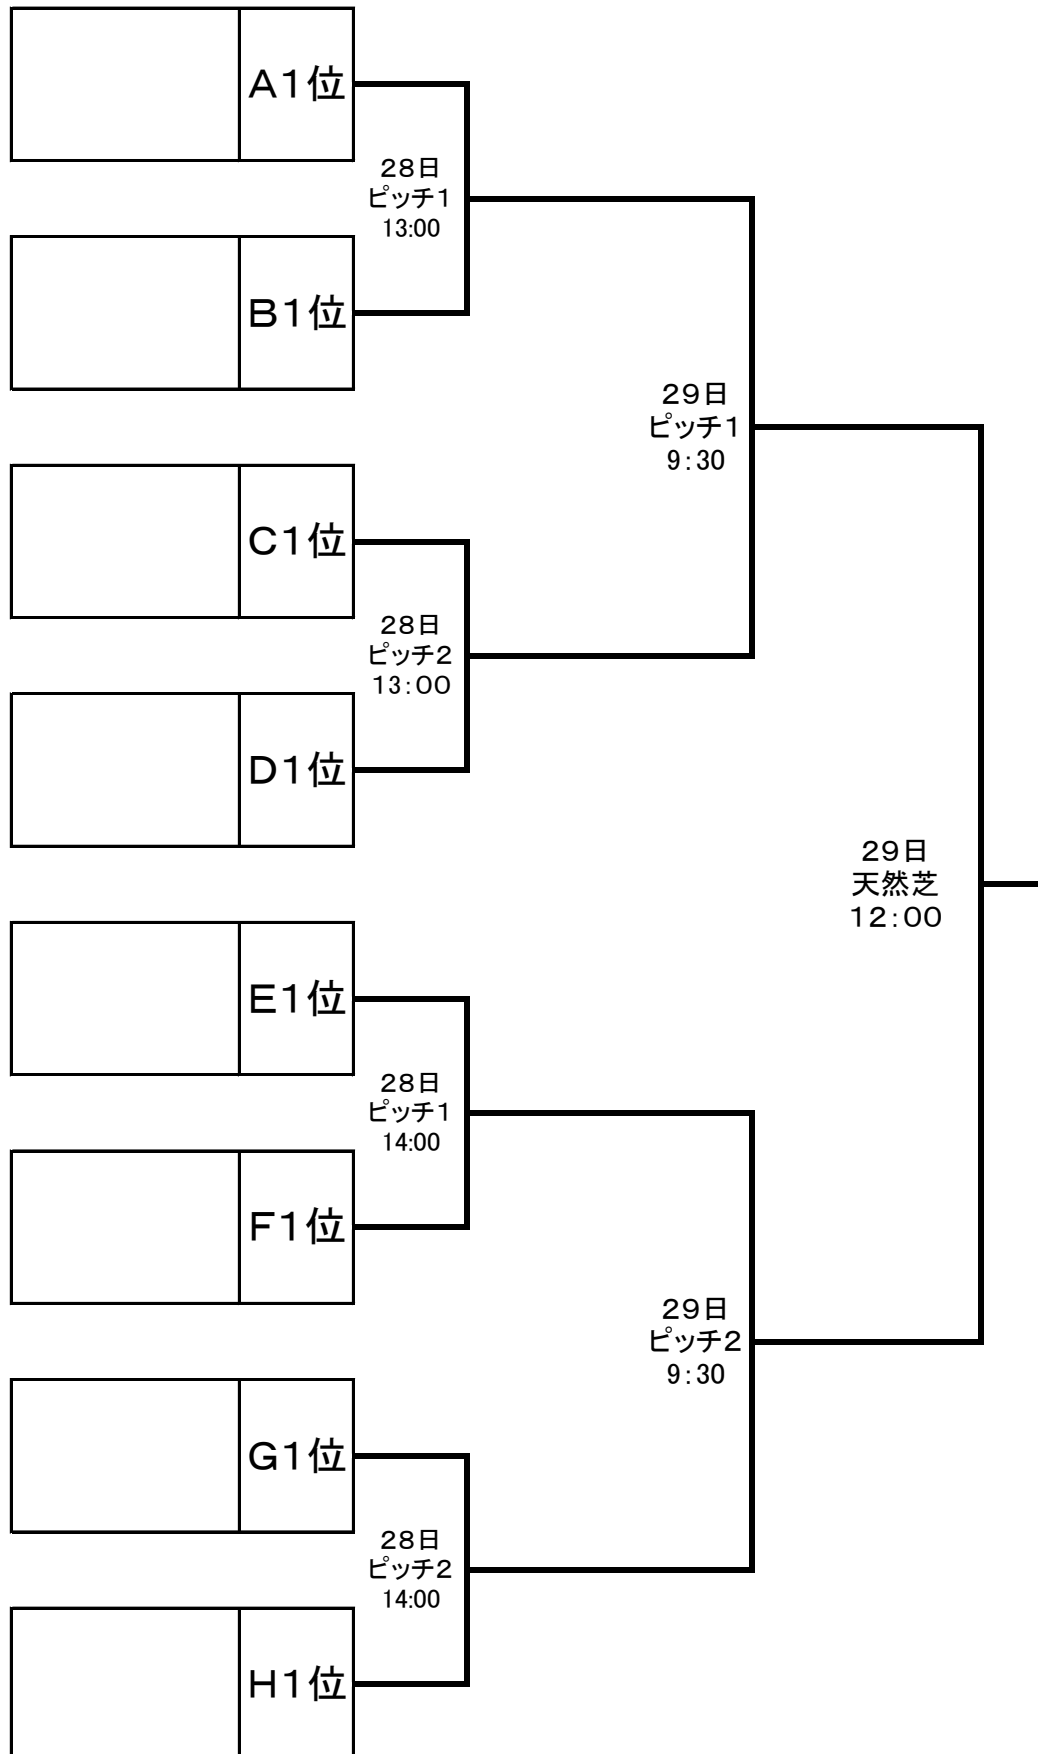 A1位
28日
ピッチ1
13:00
B1位
29日
ピッチ1
9:30
C1位
28日
ピッチ2
13:00
D1位
29日
天然芝
12:00
E1位
28日
ピッチ1
14:00
F1位
29日
ピッチ2
9:30
G1位
28日
ピッチ2
14:00
H1位